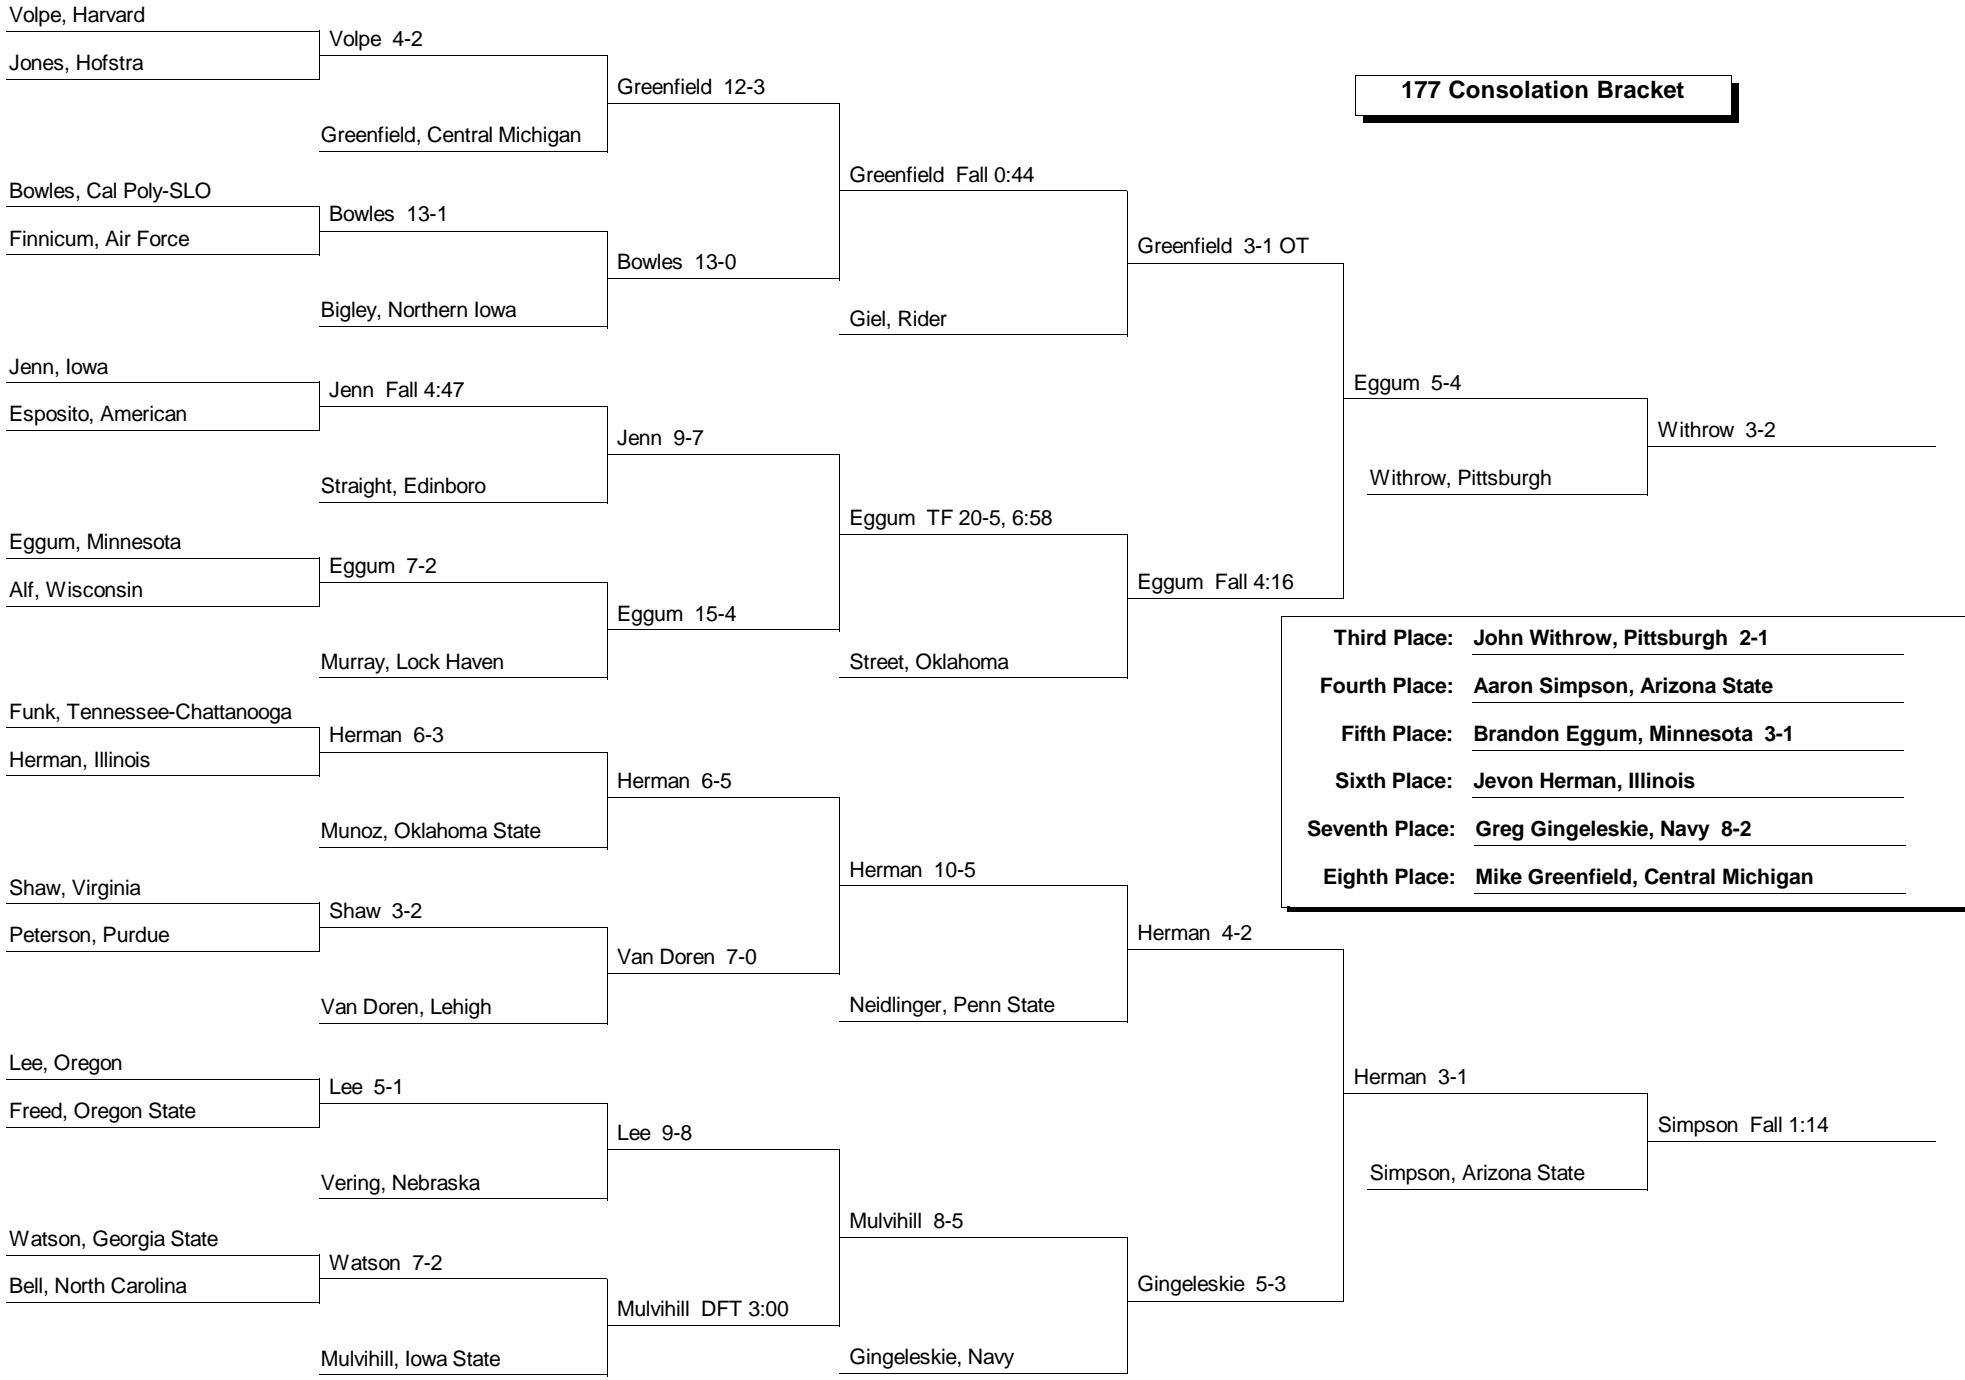 Volpe, Harvard
Jones, Hofstra
Bowles, Cal Poly-SLO
Finnicum, Air Force
Jenn, Iowa
Esposito, American
Eggum, Minnesota
Alf, Wisconsin
Funk, Tennessee-Chattanooga
Herman, Illinois
Shaw, Virginia
Peterson, Purdue
Lee, Oregon
Freed, Oregon State
Watson, Georgia State
Bell, North Carolina
Volpe 4-2
Greenfield, Central Michigan
Bowles 13-1
Bigley, Northern Iowa
Jenn Fall 4:47
Straight, Edinboro
Eggum 7-2
Murray, Lock Haven
Herman 6-3
Munoz, Oklahoma State
Shaw 3-2
Van Doren, Lehigh
Lee 5-1
Vering, Nebraska
Watson 7-2
Mulvihill, Iowa State
Greenfield 12-3
Bowles 13-0
Jenn 9-7
Eggum 15-4
Herman 6-5
Van Doren 7-0
Lee 9-8
Mulvihill DFT 3:00
Greenfield Fall 0:44
Giel, Rider
Eggum TF 20-5, 6:58
Street, Oklahoma
Herman 10-5
Neidlinger, Penn State
Mulvihill 8-5
Gingeleskie, Navy
Greenfield 3-1 OT
Eggum Fall 4:16
Herman 4-2
Gingeleskie 5-3
Eggum 5-4
Withrow, Pittsburgh
Herman 3-1
Simpson, Arizona State
Withrow 3-2
Simpson Fall 1:14
177 Consolation Bracket
Third Place: John Withrow, Pittsburgh 2-1
Fourth Place: Aaron Simpson, Arizona State
Fifth Place: Brandon Eggum, Minnesota 3-1
Sixth Place: Jevon Herman, Illinois
Seventh Place: Greg Gingeleskie, Navy 8-2
Eighth Place: Mike Greenfield, Central Michigan